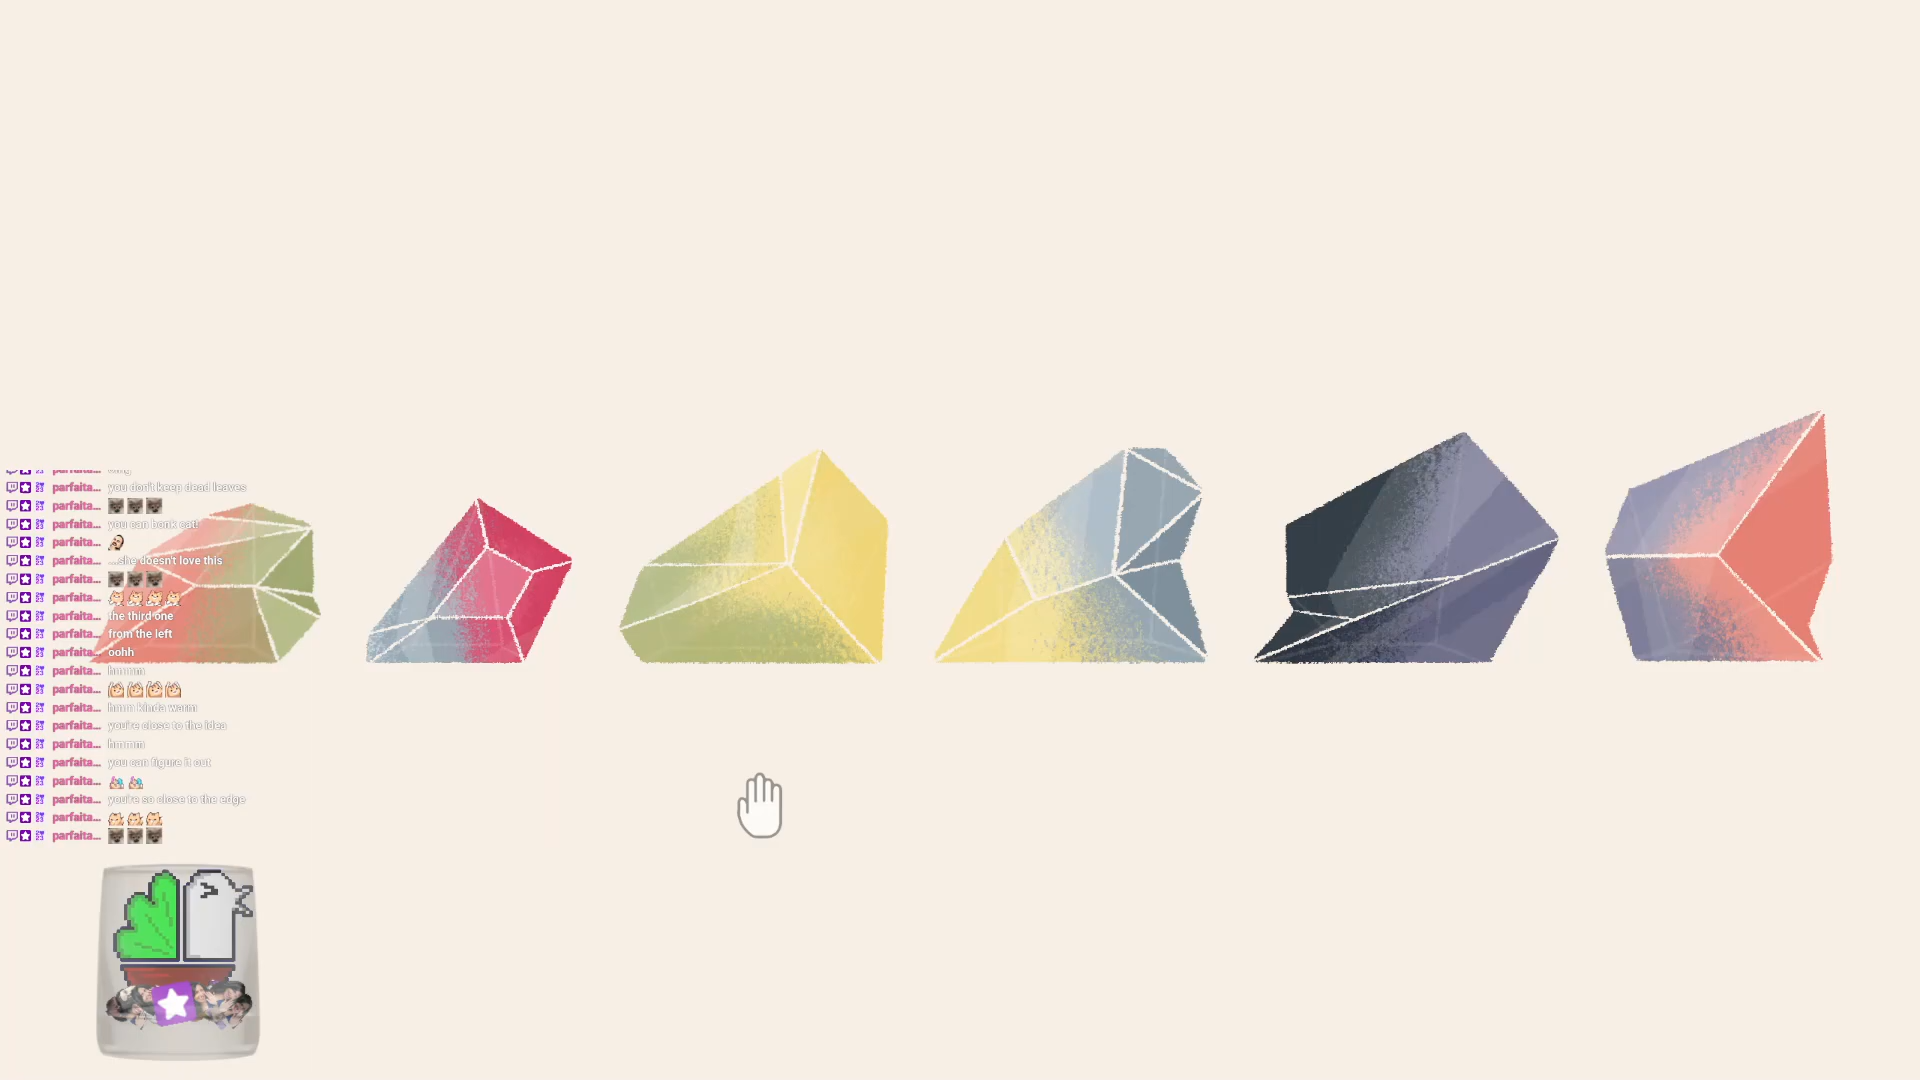 parfaita...
parfaita... you don't keep dead leaves
parfaita...
parfaita... you can bonk cat!
parfaita...
parfaita... ...she doesn't love this
parfaita...
parfaita...
parfaita... the third one
parfaita... from the left
parfaita... oohh
parfaita... hmmm
parfaita...
parfaita... hmm kinda warm
parfaita... you're close to the idea
parfaita... hmmm
parfaita... you can figure it out
parfaita...
parfaita... you're so close to the edge
parfaita...
parfaita...